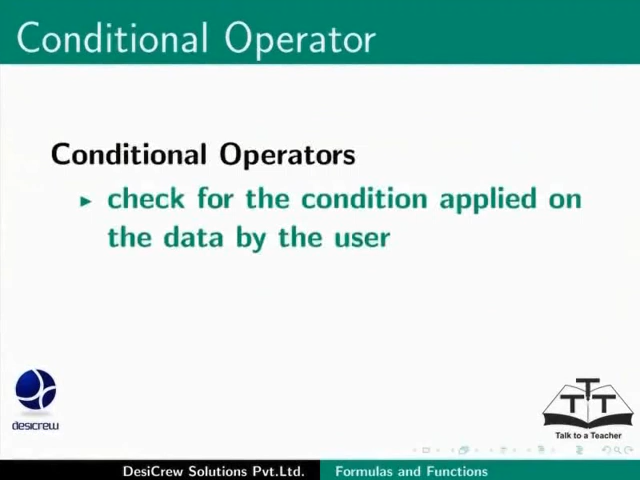 Conditional Operator
Conditional Operators
check for the condition applied on
the data by the user
desicrew
TTT
Talk to a Teacher
DesiCrew Solutions Pvt.Ltd. Formulas and Functions